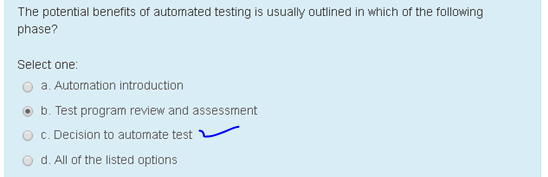 The potential benefits of automated testing is usually outlined in which of the following
phase?
Select one:
a. Automation introduction
b. Test program review and assessment
c. Decision to automate test
d. All of the listed options